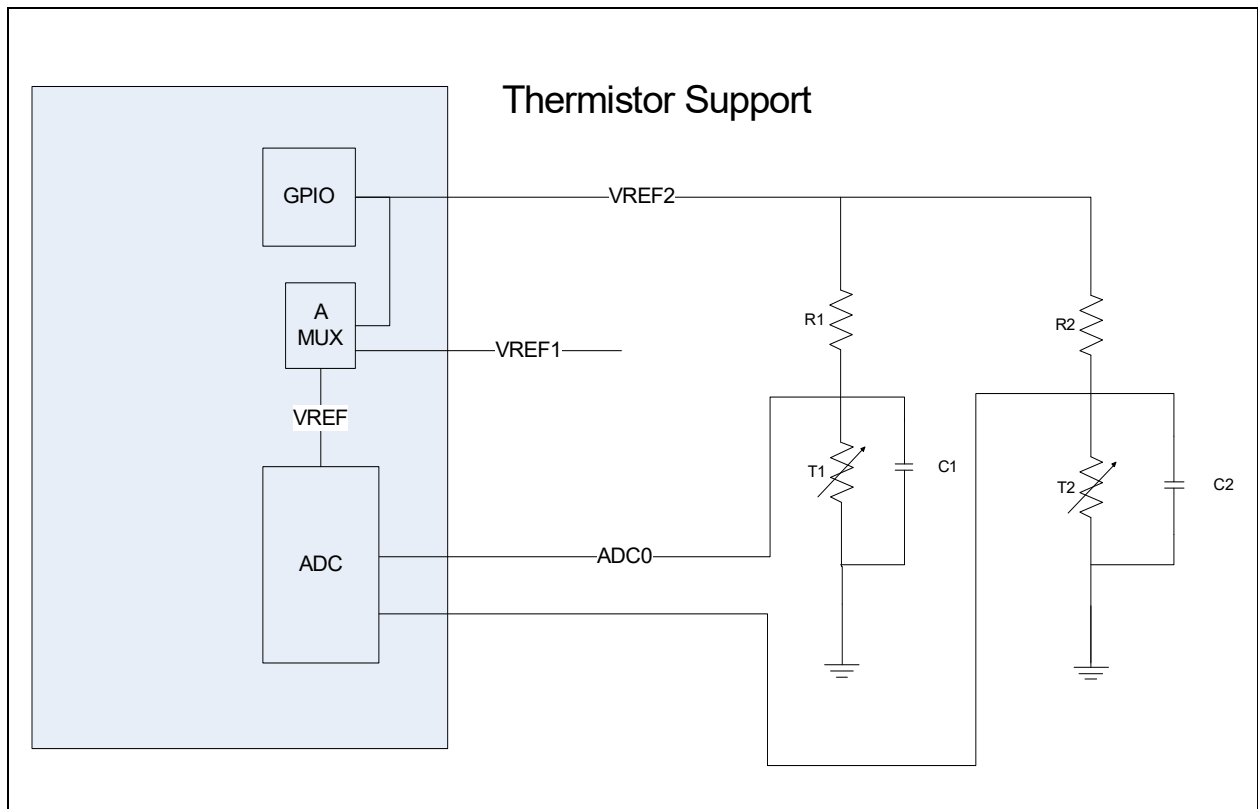 Thermistor Support
GPIO
VREF2
A
MUX
R1
R2
VREF1
VREF
T1
C1
T2
C2
ADC
ADC0